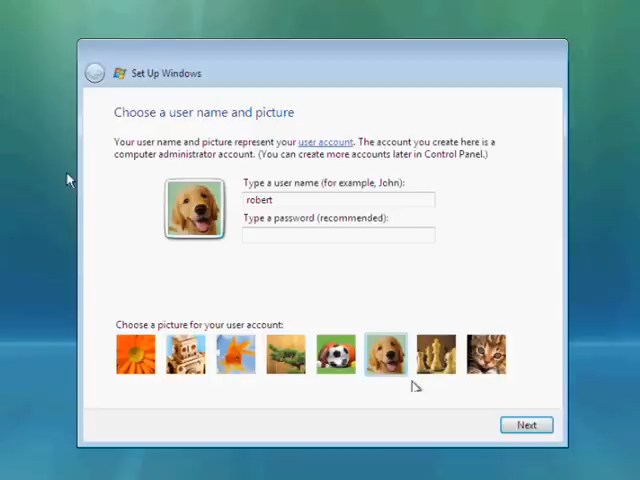 Set Up Windows
Choose a user name and picture
Your user name and picture represent your user account. The account you create here is a
computer administrator account. (You can create more accounts later in Control Panel.)
Type a user name (for example, John):
robert
Type a password (recommended):
Choose a picture for your user account:
Next